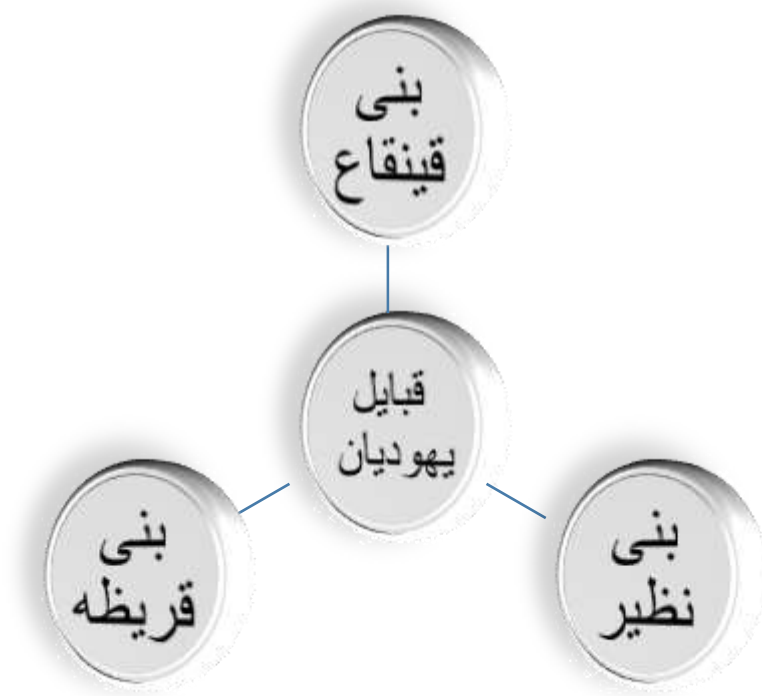 بنی
قینقاع
قبایل
یهودیان
بنی
نظیر
بنی
قریظه